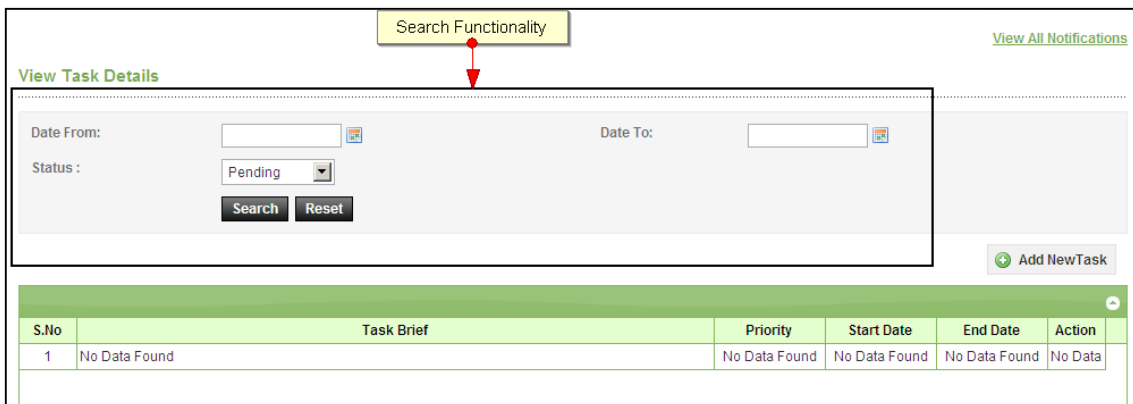 Search Functionality
View All Notifications
View Task Details
Date From: Date To:
Status : Pending
Search Reset
Add NewTask
S.No Task Brief Priority Start Date End Date Action
1 No Data Found No Data Found No Data Found No Data Found No Data